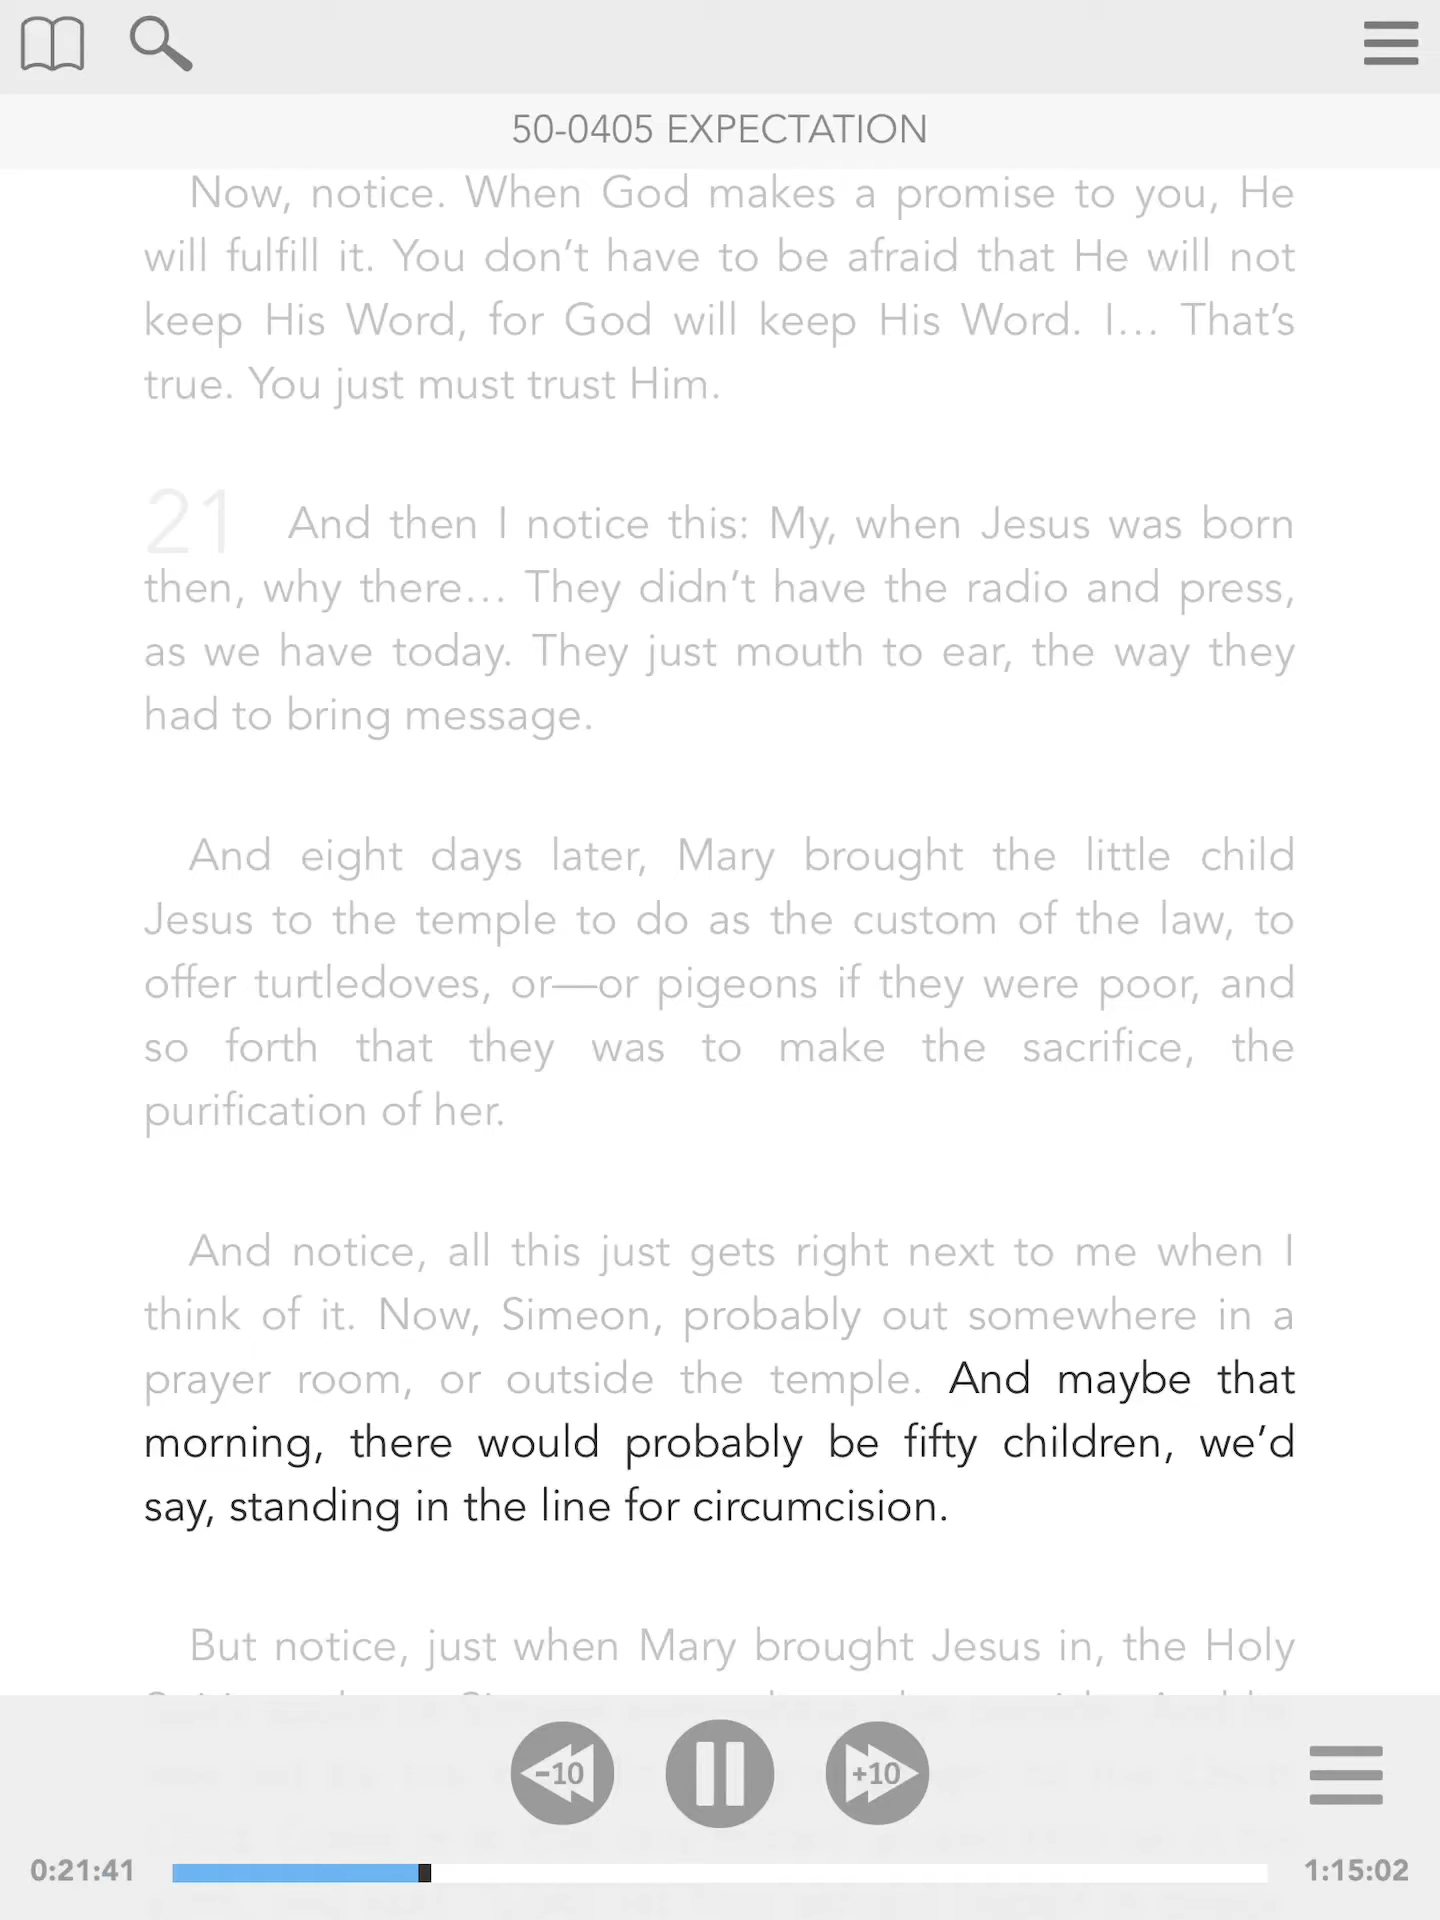 50-0405 EXPECTATION
Now, notice. When God makes a promise to you, He
will fulfill it. You don’t have to be afraid that He will not
keep His Word, for God will keep His Word. I… That’s
true. You just must trust Him.
21 And then I notice this: My, when Jesus was born
then, why there… They didn’t have the radio and press,
as we have today. They just mouth to ear, the way they
had to bring message.
And eight days later, Mary brought the little child
Jesus to the temple to do as the custom of the law, to
offer turtledoves, or—or pigeons if they were poor, and
so forth that they was to make the sacrifice, the
purification of her.
And notice, all this just gets right next to me when I
think of it. Now, Simeon, probably out somewhere in a
prayer room, or outside the temple. And maybe that
morning, there would probably be fifty children, we’d
say, standing in the line for circumcision.
But notice, just when Mary brought Jesus in, the Holy
-10 +10
0:21:41 1:15:02